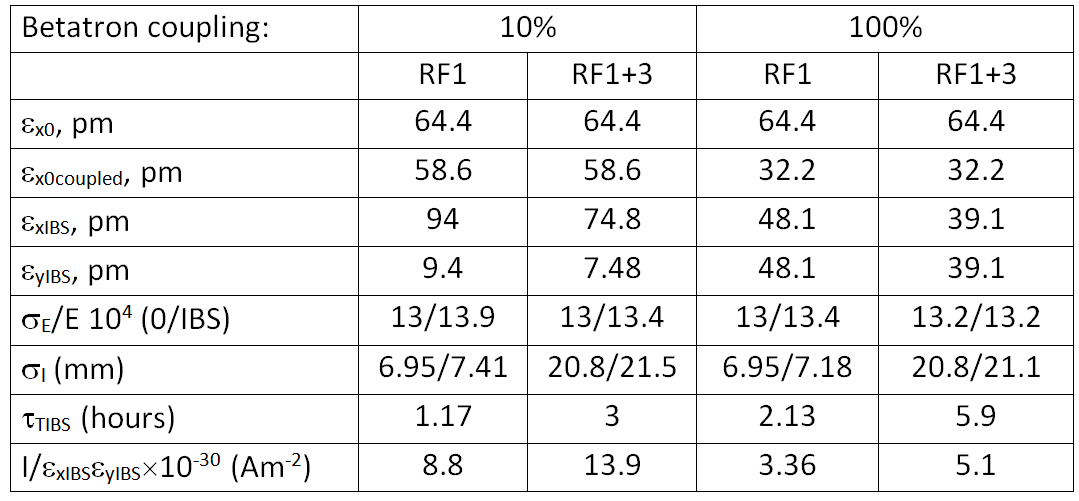 Betatron coupling: 10% 100%
RF1 RF1+3 RF1 RF1+3
εx0, pm 64.4 64.4 64.4 64.4
εx0coupled, pm 58.6 58.6 32.2 32.2
εxIBS, pm 94 74.8 48.1 39.1
εyIBS, pm 9.4 7.48 48.1 39.1
σE/E 10⁴ (0/IBS) 13/13.9 13/13.4 13/13.4 13.2/13.2
σl (mm) 6.95/7.41 20.8/21.5 6.95/7.18 20.8/21.1
τTIBS (hours) 1.17 3 2.13 5.9
I/εxIBSεyIBS×10⁻³⁰ (Am⁻²) 8.8 13.9 3.36 5.1